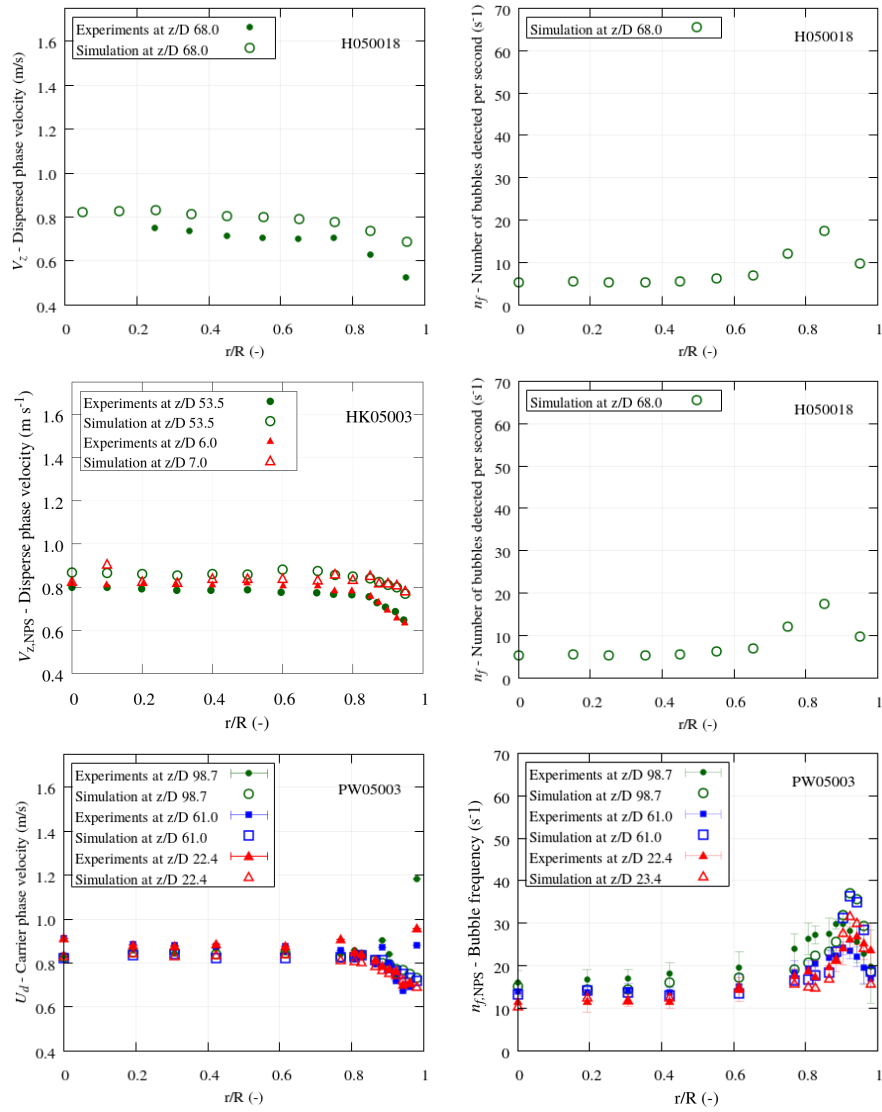 Experiments at z/D 68.0
Simulation at z/D 68.0
H050018
1.6
1.4
1.2
1.0
0.8
0.6
0.4
V_z - Dispersed phase velocity (m/s)
0
0.2
0.4
0.6
0.8
1
r/R (-)
Simulation at z/D 68.0
H050018
70
60
50
40
30
20
10
0
n_f - Number of bubbles detected per second (s⁻¹)
0
0.2
0.4
0.6
0.8
1
r/R (-)
Experiments at z/D 53.5
Simulation at z/D 53.5
Experiments at z/D 6.0
Simulation at z/D 7.0
HK05003
1.6
1.4
1.2
1.0
0.8
0.6
0.4
V_z,NPS - Disperse phase velocity (m s⁻¹)
0
0.2
0.4
0.6
0.8
1
r/R (-)
Simulation at z/D 68.0
H050018
70
60
50
40
30
20
10
0
n_f - Number of bubbles detected per second (s⁻¹)
0
0.2
0.4
0.6
0.8
1
r/R (-)
Experiments at z/D 98.7
Simulation at z/D 98.7
Experiments at z/D 61.0
Simulation at z/D 61.0
Experiments at z/D 22.4
Simulation at z/D 22.4
PW05003
1.6
1.4
1.2
1.0
0.8
0.6
0.4
U_d - Carrier phase velocity (m/s)
0
0.2
0.4
0.6
0.8
1
r/R (-)
Experiments at z/D 98.7
Simulation at z/D 98.7
Experiments at z/D 61.0
Simulation at z/D 61.0
Experiments at z/D 22.4
Simulation at z/D 23.4
PW05003
70
60
50
40
30
20
10
0
n_f,NPS - Bubble frequency (s⁻¹)
0
0.2
0.4
0.6
0.8
1
r/R (-)